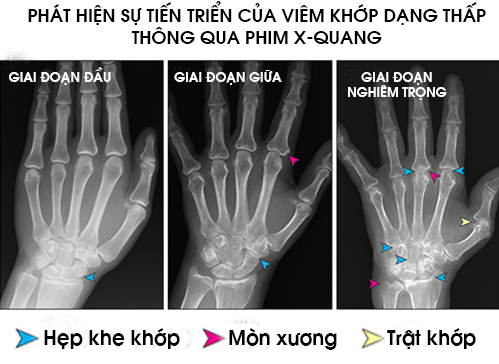 PHÁT HIỆN SỰ TIẾN TRIỂN CỦA VIÊM KHỚP DẠNG THẤP
THÔNG QUA PHIM X-QUANG
GIAI ĐOẠN ĐẦU
GIAI ĐOẠN GIỮA
GIAI ĐOẠN
NGHIÊM TRỌNG
Hẹp khe khớp
Mòn xương
Trật khớp